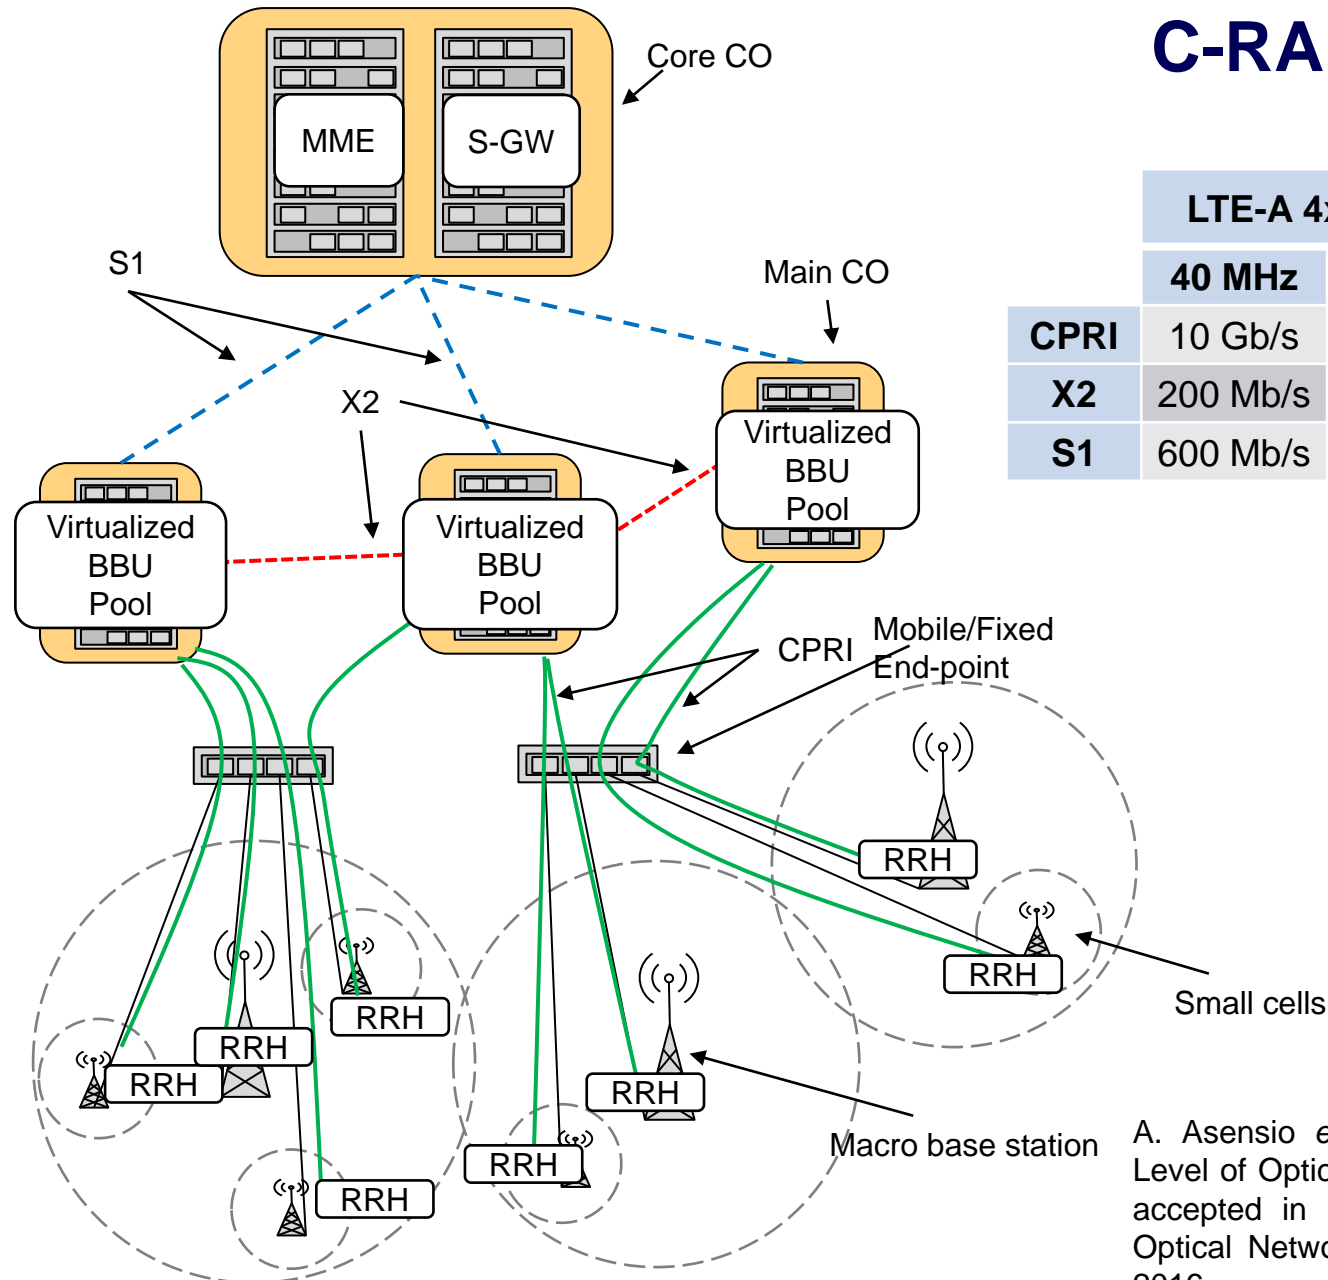 C-RA
Core CO
MME
S-GW
S1
Main CO
LTE-A 4x
40 MHz
CPRI 10 Gb/s
X2 200 Mb/s
S1 600 Mb/s
X2
Virtualized
BBU
Pool
Virtualized
BBU
Pool
Virtualized
BBU
Pool
CPRI
Mobile/Fixed
End-point
RRH
RRH
RRH
RRH
RRH
RRH
RRH
RRH
Small cells
Macro base station
A. Asensio e
Level of Optic
accepted in
Optical Netwo
2016